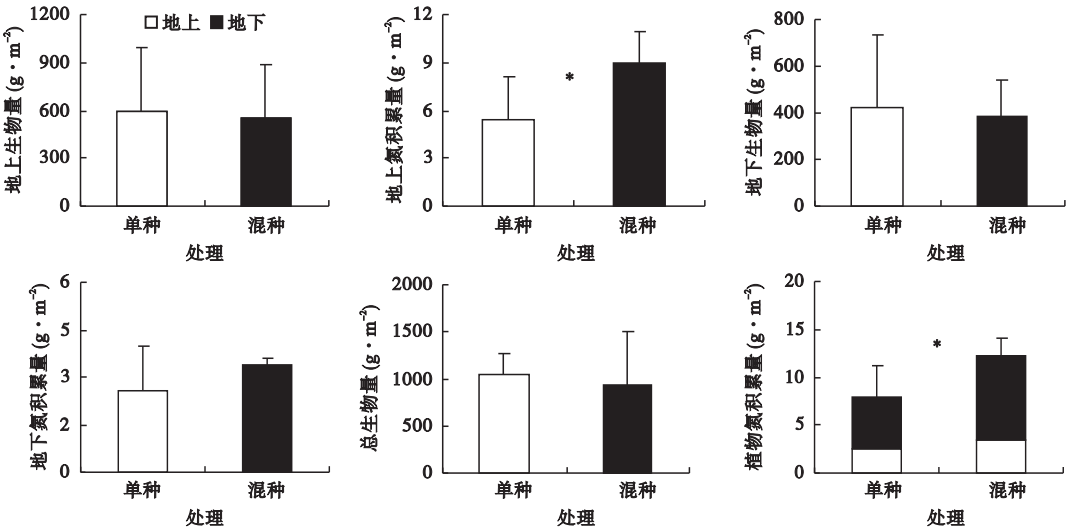 地上生物量 (g·m⁻²)
1200
900
600
300
0
地上 地下
单种 混种
处理
地上氮积累量 (g·m⁻²)
12
9
6
3
0
*
单种 混种
处理
地下生物量 (g·m⁻²)
800
600
400
200
0
单种 混种
处理
地下氮积累量 (g·m⁻²)
6
5
3
2
0
单种 混种
处理
总生物量 (g·m⁻²)
2000
1500
1000
500
0
单种 混种
处理
植物氮积累量 (g·m⁻²)
20
15
10
5
0
*
单种 混种
处理